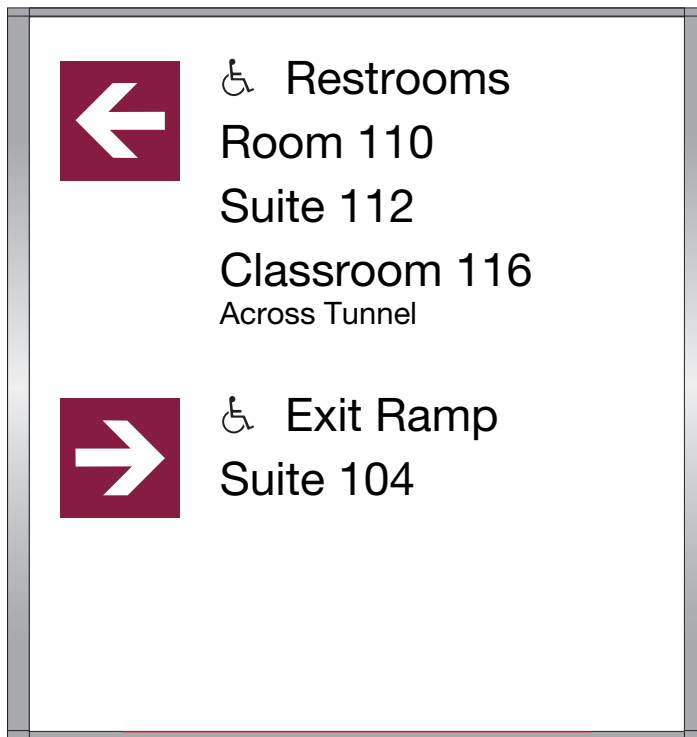 Restrooms
Room 110
Suite 112
Classroom 116
Across Tunnel
Exit Ramp
Suite 104